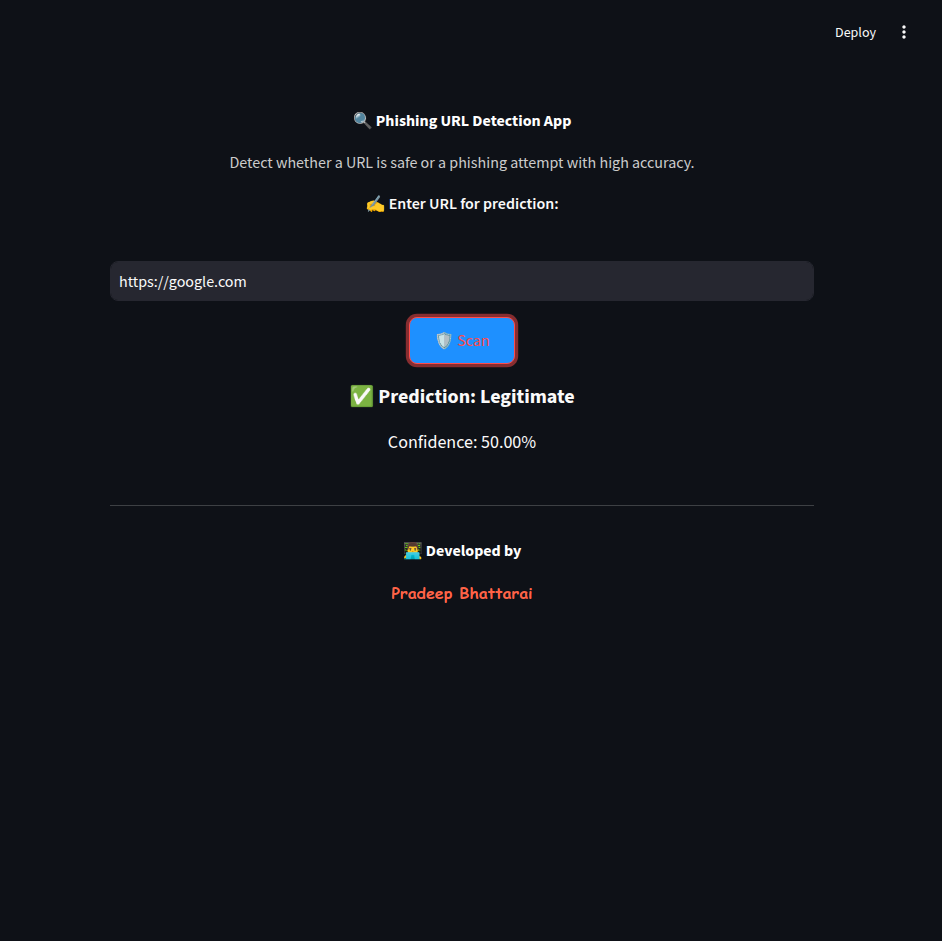 Deploy
🔍 Phishing URL Detection App
Detect whether a URL is safe or a phishing attempt with high accuracy.
✍️ Enter URL for prediction:
https://google.com
🛡️ Scan
✅ Prediction: Legitimate
Confidence: 50.00%
👨‍💻 Developed by
Pradeep Bhattarai